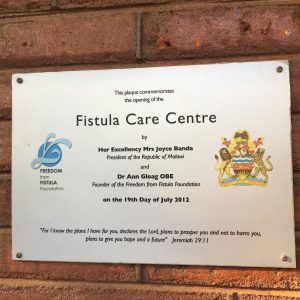 This plaque commemorates
the opening of the
Fistula Care Centre
by
Her Excellency Mrs Joyce Banda
President of the Republic of Malawi
and
Dr Ann Gloag OBE
Founder of the Freedom from Fistula Foundation
on the 19th Day of July 2012
FREEDOM
from
FISTULA
Foundation
"For I know the plans I have for you, declares the Lord, plans to prosper you and not to harm you,
plans to give you hope and a future" Jeremiah 29:11